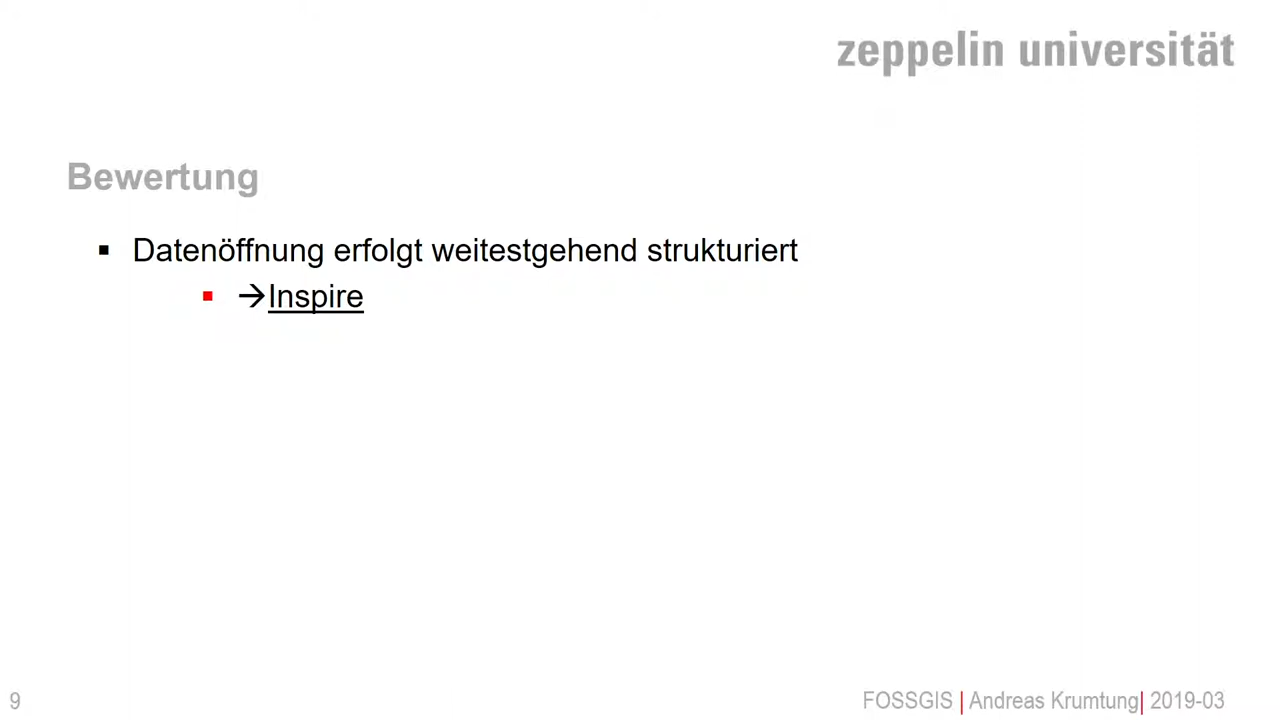 zeppelin universität
Bewertung
▪ Datenöffnung erfolgt weitestgehend strukturiert
▪ →Inspire
9
FOSSGIS | Andreas Krumtung| 2019-03